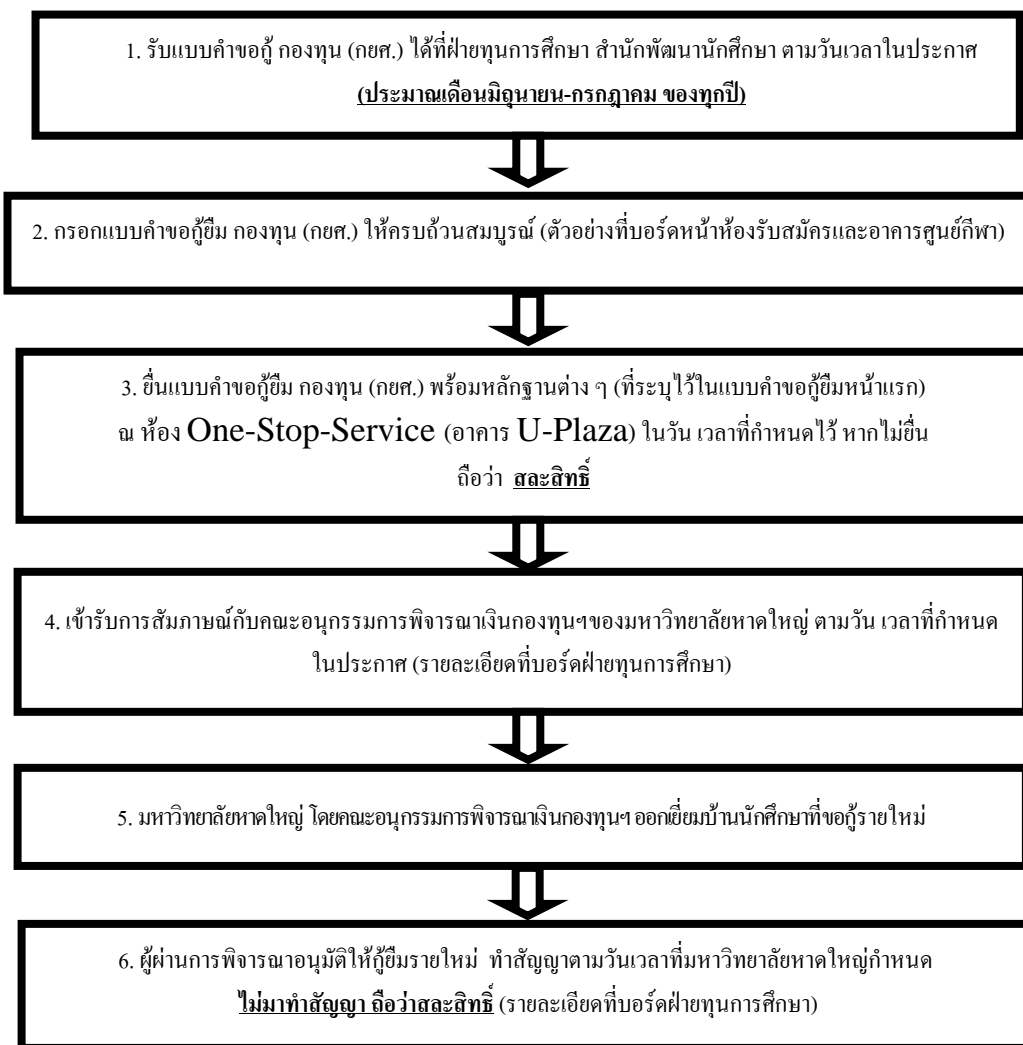 1. รับแบบคำขอกู้ กองทุน (กยศ.) ได้ที่ฝ่ายทุนการศึกษา สำนักพัฒนานักศึกษา ตามวันเวลาในประกาศ
(ประมาณเดือนมิถุนายน-กรกฎาคม ของทุกปี)
2. กรอกแบบคำขอกู้ยืม กองทุน (กยศ.) ให้ครบถ้วนสมบูรณ์ (ตัวอย่างที่บอร์ดหน้าห้องรับสมัครและอาคารศูนย์กีฬา)
3. ยื่นแบบคำขอกู้ยืม กองทุน (กยศ.) พร้อมหลักฐานต่าง ๆ (ที่ระบุไว้ในแบบคำขอกู้ยืมหน้าแรก)
ณ ห้อง One-Stop-Service (อาคาร U-Plaza) ในวัน เวลาที่กำหนดไว้ หากไม่ยื่น
ถือว่า สละสิทธิ์
4. เข้ารับการสัมภาษณ์กับคณะอนุกรรมการพิจารณาเงินกองทุนฯของมหาวิทยาลัยหาดใหญ่ ตามวัน เวลาที่กำหนด
ในประกาศ (รายละเอียดที่บอร์ดฝ่ายทุนการศึกษา)
5. มหาวิทยาลัยหาดใหญ่ โดยคณะอนุกรรมการพิจารณาเงินกองทุนฯ ออกเยี่ยมบ้านนักศึกษาที่ขอกู้รายใหม่
6. ผู้ผ่านการพิจารณาอนุมัติให้กู้ยืมรายใหม่ ทำสัญญาตามวันเวลาที่มหาวิทยาลัยหาดใหญ่กำหนด
ไม่มาทำสัญญา ถือว่าสละสิทธิ์ (รายละเอียดที่บอร์ดฝ่ายทุนการศึกษา)